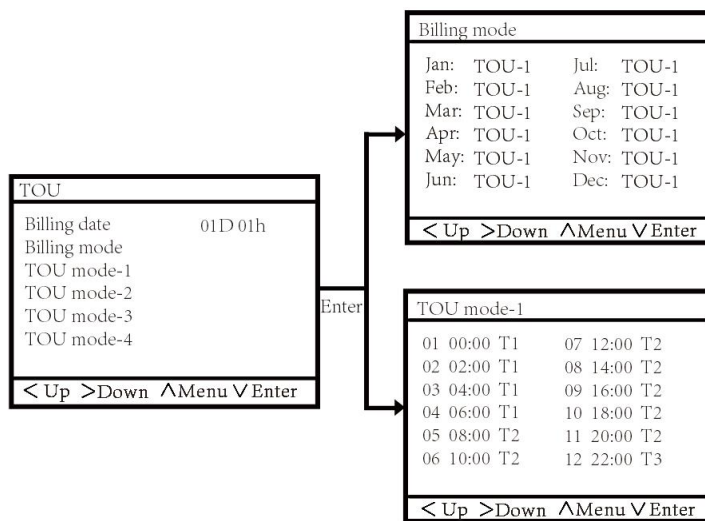 Billing mode
Jan: TOU-1 Jul: TOU-1
Feb: TOU-1 Aug: TOU-1
Mar: TOU-1 Sep: TOU-1
Apr: TOU-1 Oct: TOU-1
May: TOU-1 Nov: TOU-1
Jun: TOU-1 Dec: TOU-1
< Up >Down ∧Menu ∨Enter
TOU
Billing date 01D 01h
Billing mode
TOU mode-1
TOU mode-2
TOU mode-3
TOU mode-4
< Up >Down ∧Menu ∨Enter
Enter
TOU mode-1
01 00:00 T1 07 12:00 T2
02 02:00 T1 08 14:00 T2
03 04:00 T1 09 16:00 T2
04 06:00 T1 10 18:00 T2
05 08:00 T2 11 20:00 T2
06 10:00 T2 12 22:00 T3
< Up >Down ∧Menu ∨Enter